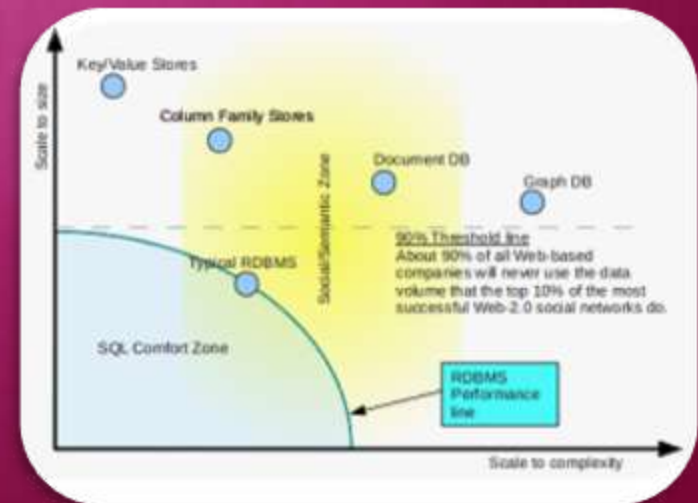 Key/Value Stores
Scale to size
Column Family Stores
Document DB
Graph DB
Social/Semantic Zone
90% Threshold line
About 90% of all Web-based
companies will never use the data
volume that the top 10% of the most
successful Web-2.0 social networks do.
Typical RDBMS
SQL Comfort Zone
RDBMS
Performance
line
Scale to complexity